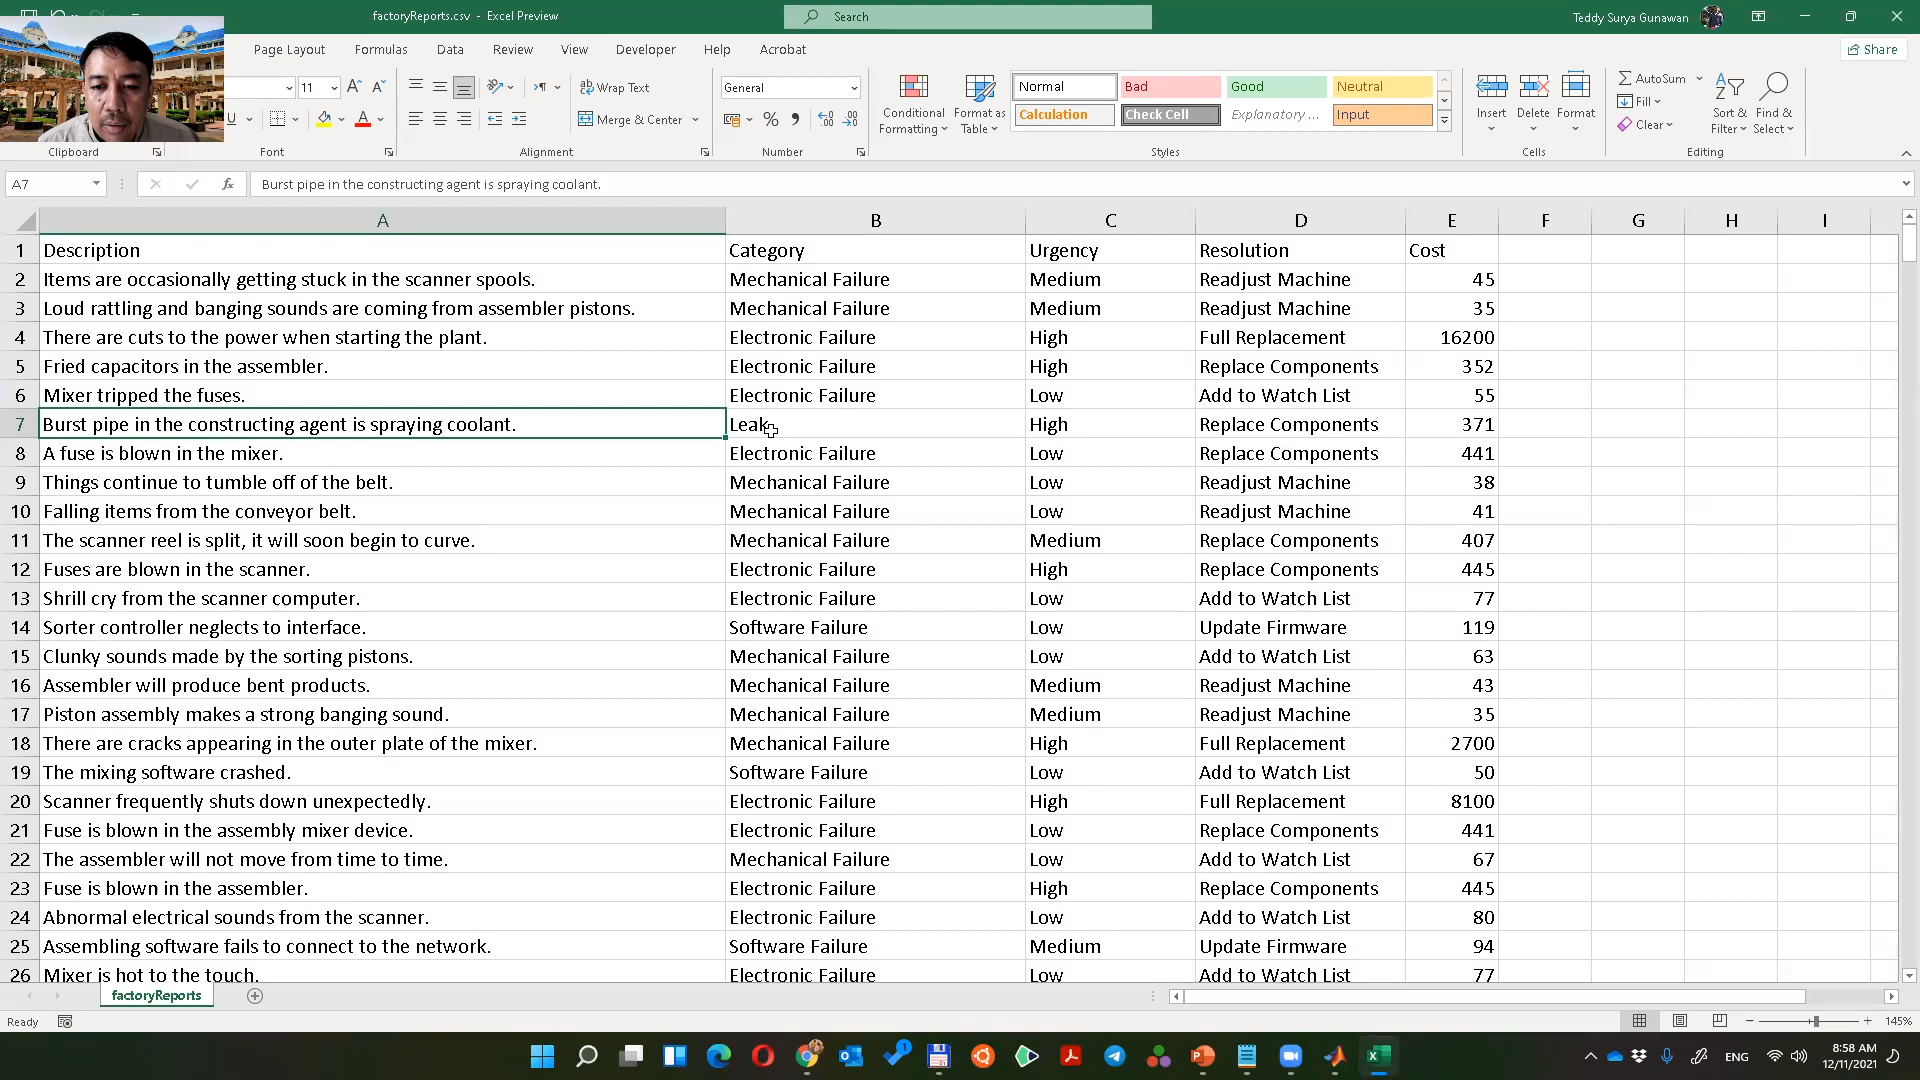 factoryReports.csv - Excel Preview
Search
Teddy Surya Gunawan
Page Layout Formulas Data Review View Developer Help Acrobat
Share
11
Wrap Text
General
Conditional Formatting
Format as Table
Normal Bad Good Neutral
Calculation Check Cell Explanatory ... Input
Insert Delete Format
AutoSum
Fill
Clear
Sort & Filter
Find & Select
Merge & Center
Clipboard Font Alignment Number Styles Cells Editing
A7 fx Burst pipe in the constructing agent is spraying coolant.
A B C D E F G H I
1 Description Category Urgency Resolution Cost
2 Items are occasionally getting stuck in the scanner spools. Mechanical Failure Medium Readjust Machine 45
3 Loud rattling and banging sounds are coming from assembler pistons. Mechanical Failure Medium Readjust Machine 35
4 There are cuts to the power when starting the plant. Electronic Failure High Full Replacement 16200
5 Fried capacitors in the assembler. Electronic Failure High Replace Components 352
6 Mixer tripped the fuses. Electronic Failure Low Add to Watch List 55
7 Burst pipe in the constructing agent is spraying coolant. Leak High Replace Components 371
8 A fuse is blown in the mixer. Electronic Failure Low Replace Components 441
9 Things continue to tumble off of the belt. Mechanical Failure Low Readjust Machine 38
10 Falling items from the conveyor belt. Mechanical Failure Low Readjust Machine 41
11 The scanner reel is split, it will soon begin to curve. Mechanical Failure Medium Replace Components 407
12 Fuses are blown in the scanner. Electronic Failure High Replace Components 445
13 Shrill cry from the scanner computer. Electronic Failure Low Add to Watch List 77
14 Sorter controller neglects to interface. Software Failure Low Update Firmware 119
15 Clunky sounds made by the sorting pistons. Mechanical Failure Low Add to Watch List 63
16 Assembler will produce bent products. Mechanical Failure Medium Readjust Machine 43
17 Piston assembly makes a strong banging sound. Mechanical Failure Medium Readjust Machine 35
18 There are cracks appearing in the outer plate of the mixer. Mechanical Failure High Full Replacement 2700
19 The mixing software crashed. Software Failure Low Add to Watch List 50
20 Scanner frequently shuts down unexpectedly. Electronic Failure High Full Replacement 8100
21 Fuse is blown in the assembly mixer device. Electronic Failure Low Replace Components 441
22 The assembler will not move from time to time. Mechanical Failure Low Add to Watch List 67
23 Fuse is blown in the assembler. Electronic Failure High Replace Components 445
24 Abnormal electrical sounds from the scanner. Electronic Failure Low Add to Watch List 80
25 Assembling software fails to connect to the network. Software Failure Medium Update Firmware 94
26 Mixer is hot to the touch. Electronic Failure Low Add to Watch List 77
factoryReports
Ready
145%
ENG
8:58 AM
12/11/2021